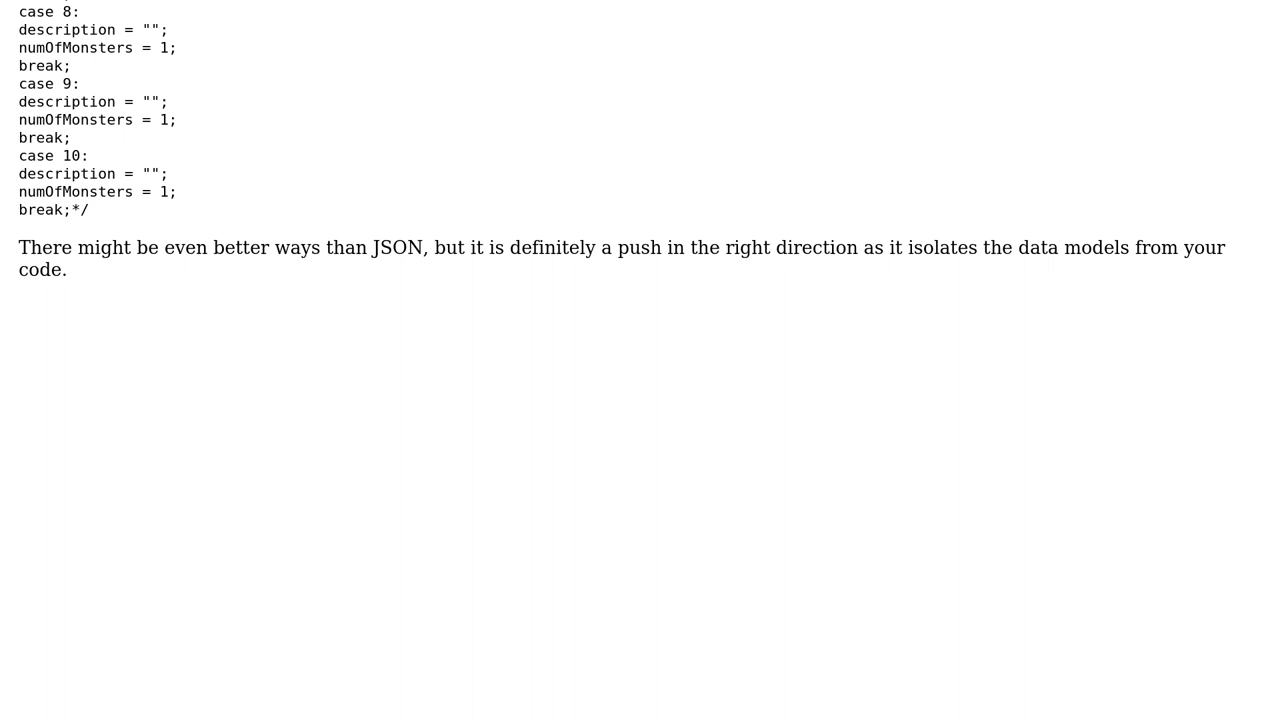 case 8:
description = "";
numOfMonsters = 1;
break;
case 9:
description = "";
numOfMonsters = 1;
break;
case 10:
description = "";
numOfMonsters = 1;
break;*/
There might be even better ways than JSON, but it is definitely a push in the right direction as it isolates the data models from your
code.